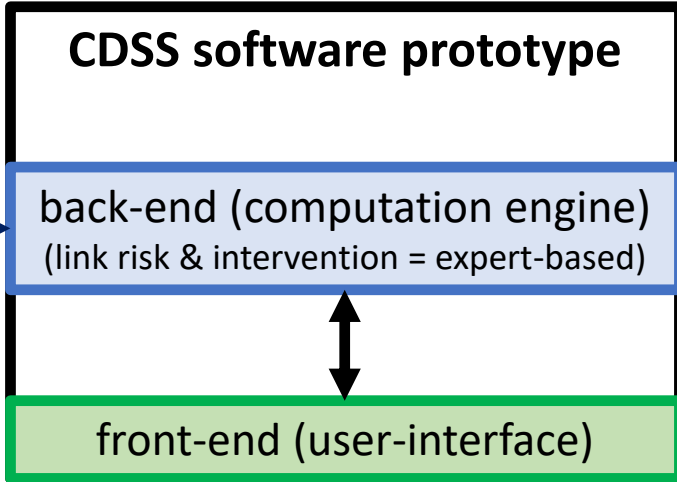 CDSS software prototype
back-end (computation engine)
(link risk & intervention = expert-based)
front-end (user-interface)